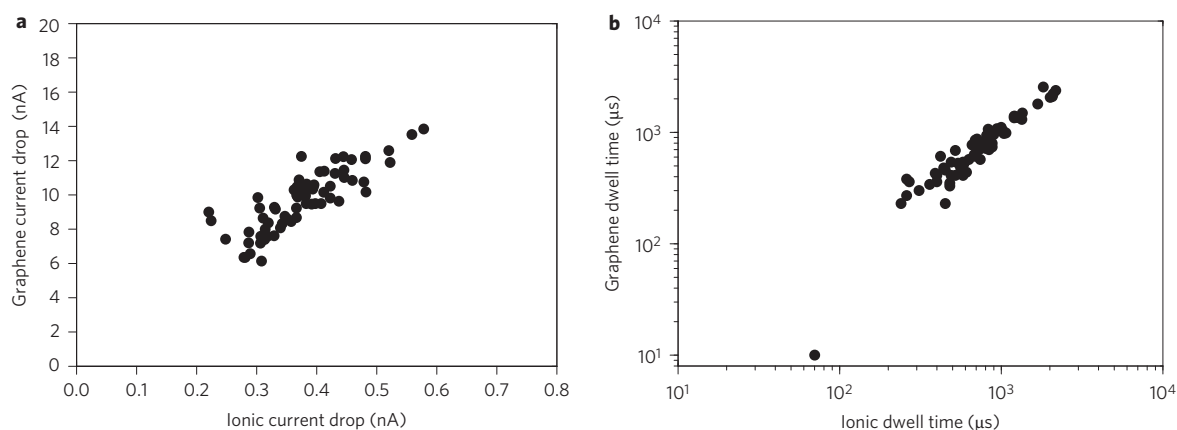 a
20
18
16
14
12
10
8
6
4
2
0
Graphene current drop (nA)
0.0 0.1 0.2 0.3 0.4 0.5 0.6 0.7 0.8
Ionic current drop (nA)
b
10⁴
10³
10²
10¹
Graphene dwell time (μs)
10¹ 10² 10³ 10⁴
Ionic dwell time (μs)